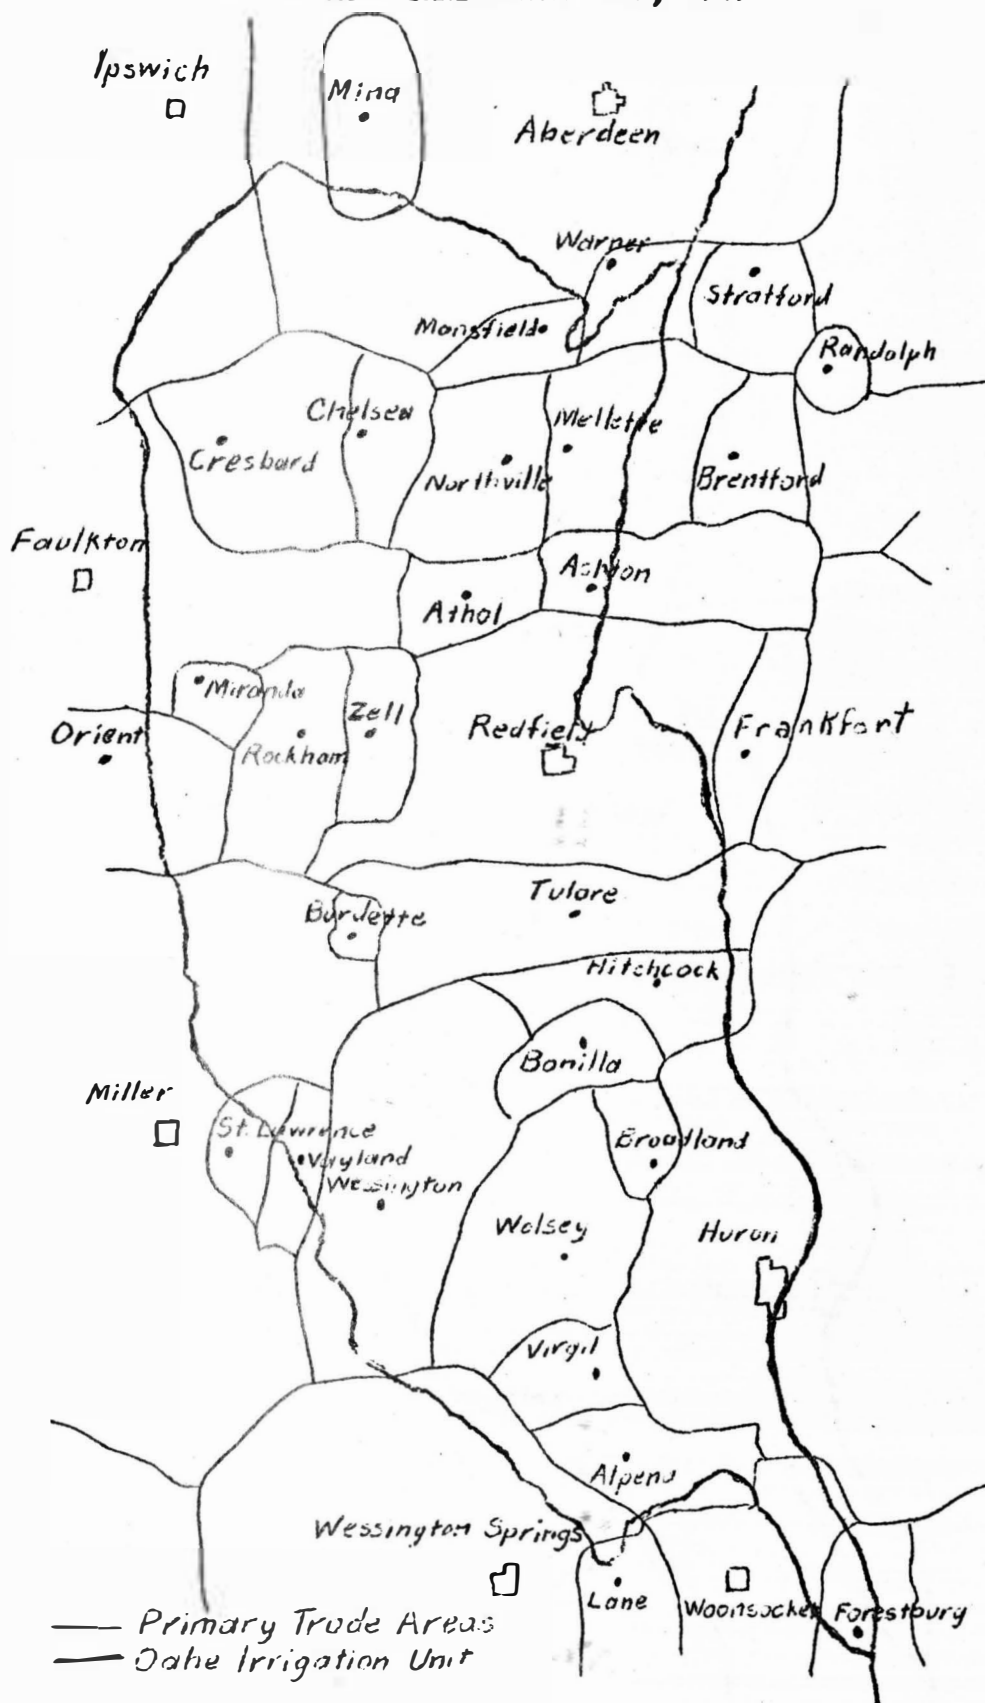 Ipswich
Mina
Aberdeen
Warner
Stratford
Mansfield
Randolph
Chelsea
Mellette
Cresbard
Northville
Brentford
Faulkton
Ashton
Athol
Miranda
Zell
Orient
Redfield
Frankfort
Rockham
Tulare
Burdette
Hitchcock
Bonilla
Miller
St. Lawrence
Broadland
Vayland
Wessington
Wolsey
Huron
Virgil
Alpena
Wessington Springs
Lane
Woonsocket
Forestburg
Primary Trade Areas
Oahe Irrigation Unit